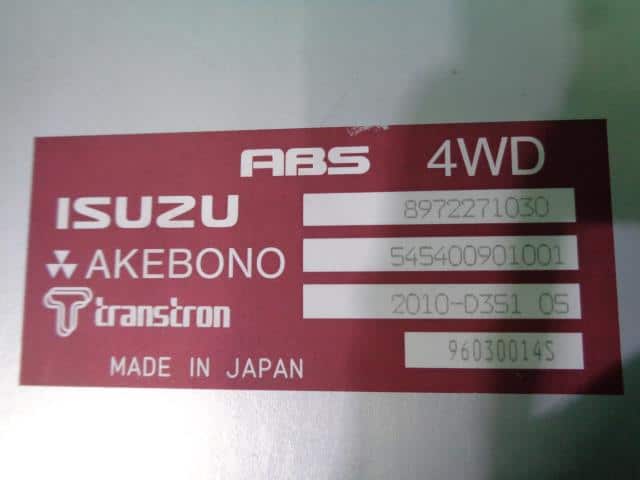 ABS 4WD
ISUZU 8972271030
AKEBONO 545400901001
transtron 2010-D351 05
96030014S
MADE IN JAPAN